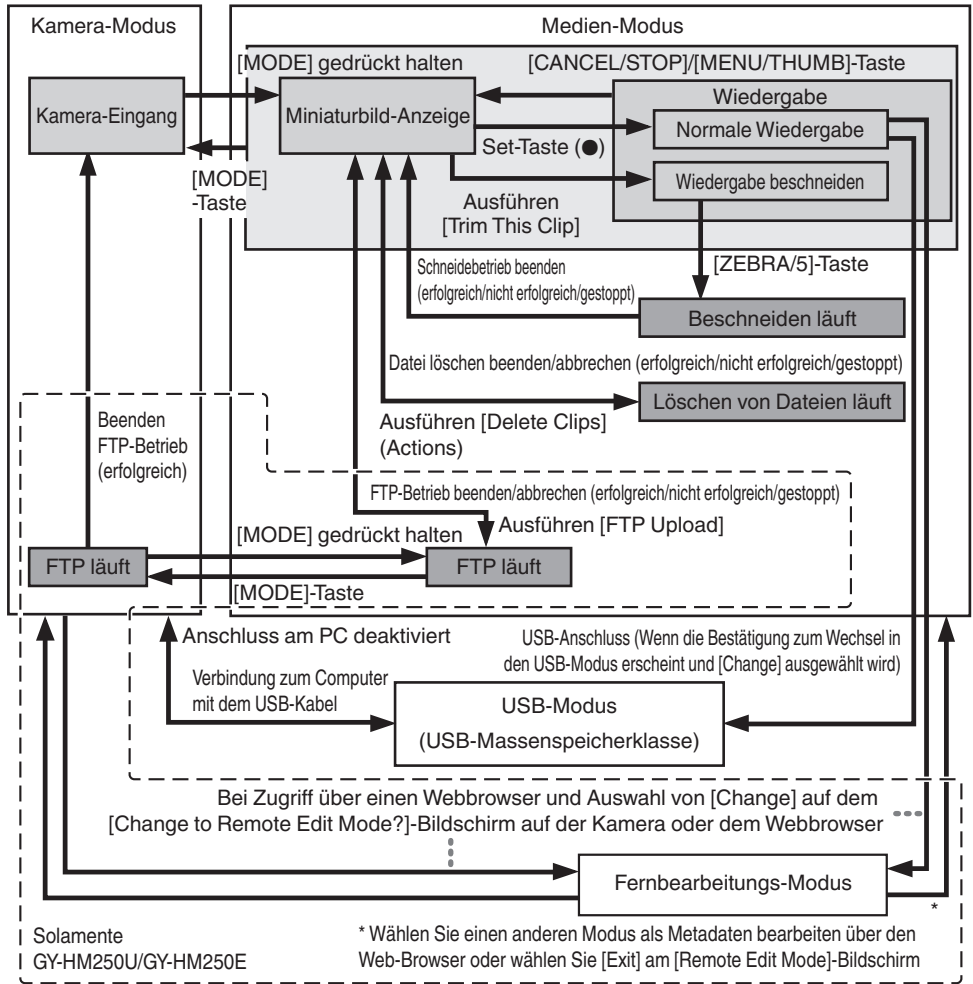 Kamera-Modus
Medien-Modus
[MODE] gedrückt halten
[CANCEL/STOP]/[MENU/THUMB]-Taste
Kamera-Eingang
Miniaturbild-Anzeige
Wiedergabe
Normale Wiedergabe
Set-Taste (●)
Wiedergabe beschneiden
[MODE]
-Taste
Ausführen
[Trim This Clip]
[ZEBRA/5]-Taste
Schneidebetrieb beenden
(erfolgreich/nicht erfolgreich/gestoppt)
Beschneiden läuft
Datei löschen beenden/abbrechen (erfolgreich/nicht erfolgreich/gestoppt)
Löschen von Dateien läuft
Ausführen [Delete Clips]
(Actions)
Beenden
FTP-Betrieb
(erfolgreich)
FTP-Betrieb beenden/abbrechen (erfolgreich/nicht erfolgreich/gestoppt)
Ausführen [FTP Upload]
[MODE] gedrückt halten
FTP läuft
FTP läuft
[MODE]-Taste
Anschluss am PC deaktiviert
USB-Anschluss (Wenn die Bestätigung zum Wechsel in
den USB-Modus erscheint und [Change] ausgewählt wird)
Verbindung zum Computer
mit dem USB-Kabel
USB-Modus
(USB-Massenspeicherklasse)
Bei Zugriff über einen Webbrowser und Auswahl von [Change] auf dem
[Change to Remote Edit Mode?]-Bildschirm auf der Kamera oder dem Webbrowser
Fernbearbeitungs-Modus
*
Solamente
GY-HM250U/GY-HM250E
* Wählen Sie einen anderen Modus als Metadaten bearbeiten über den
Web-Browser oder wählen Sie [Exit] am [Remote Edit Mode]-Bildschirm